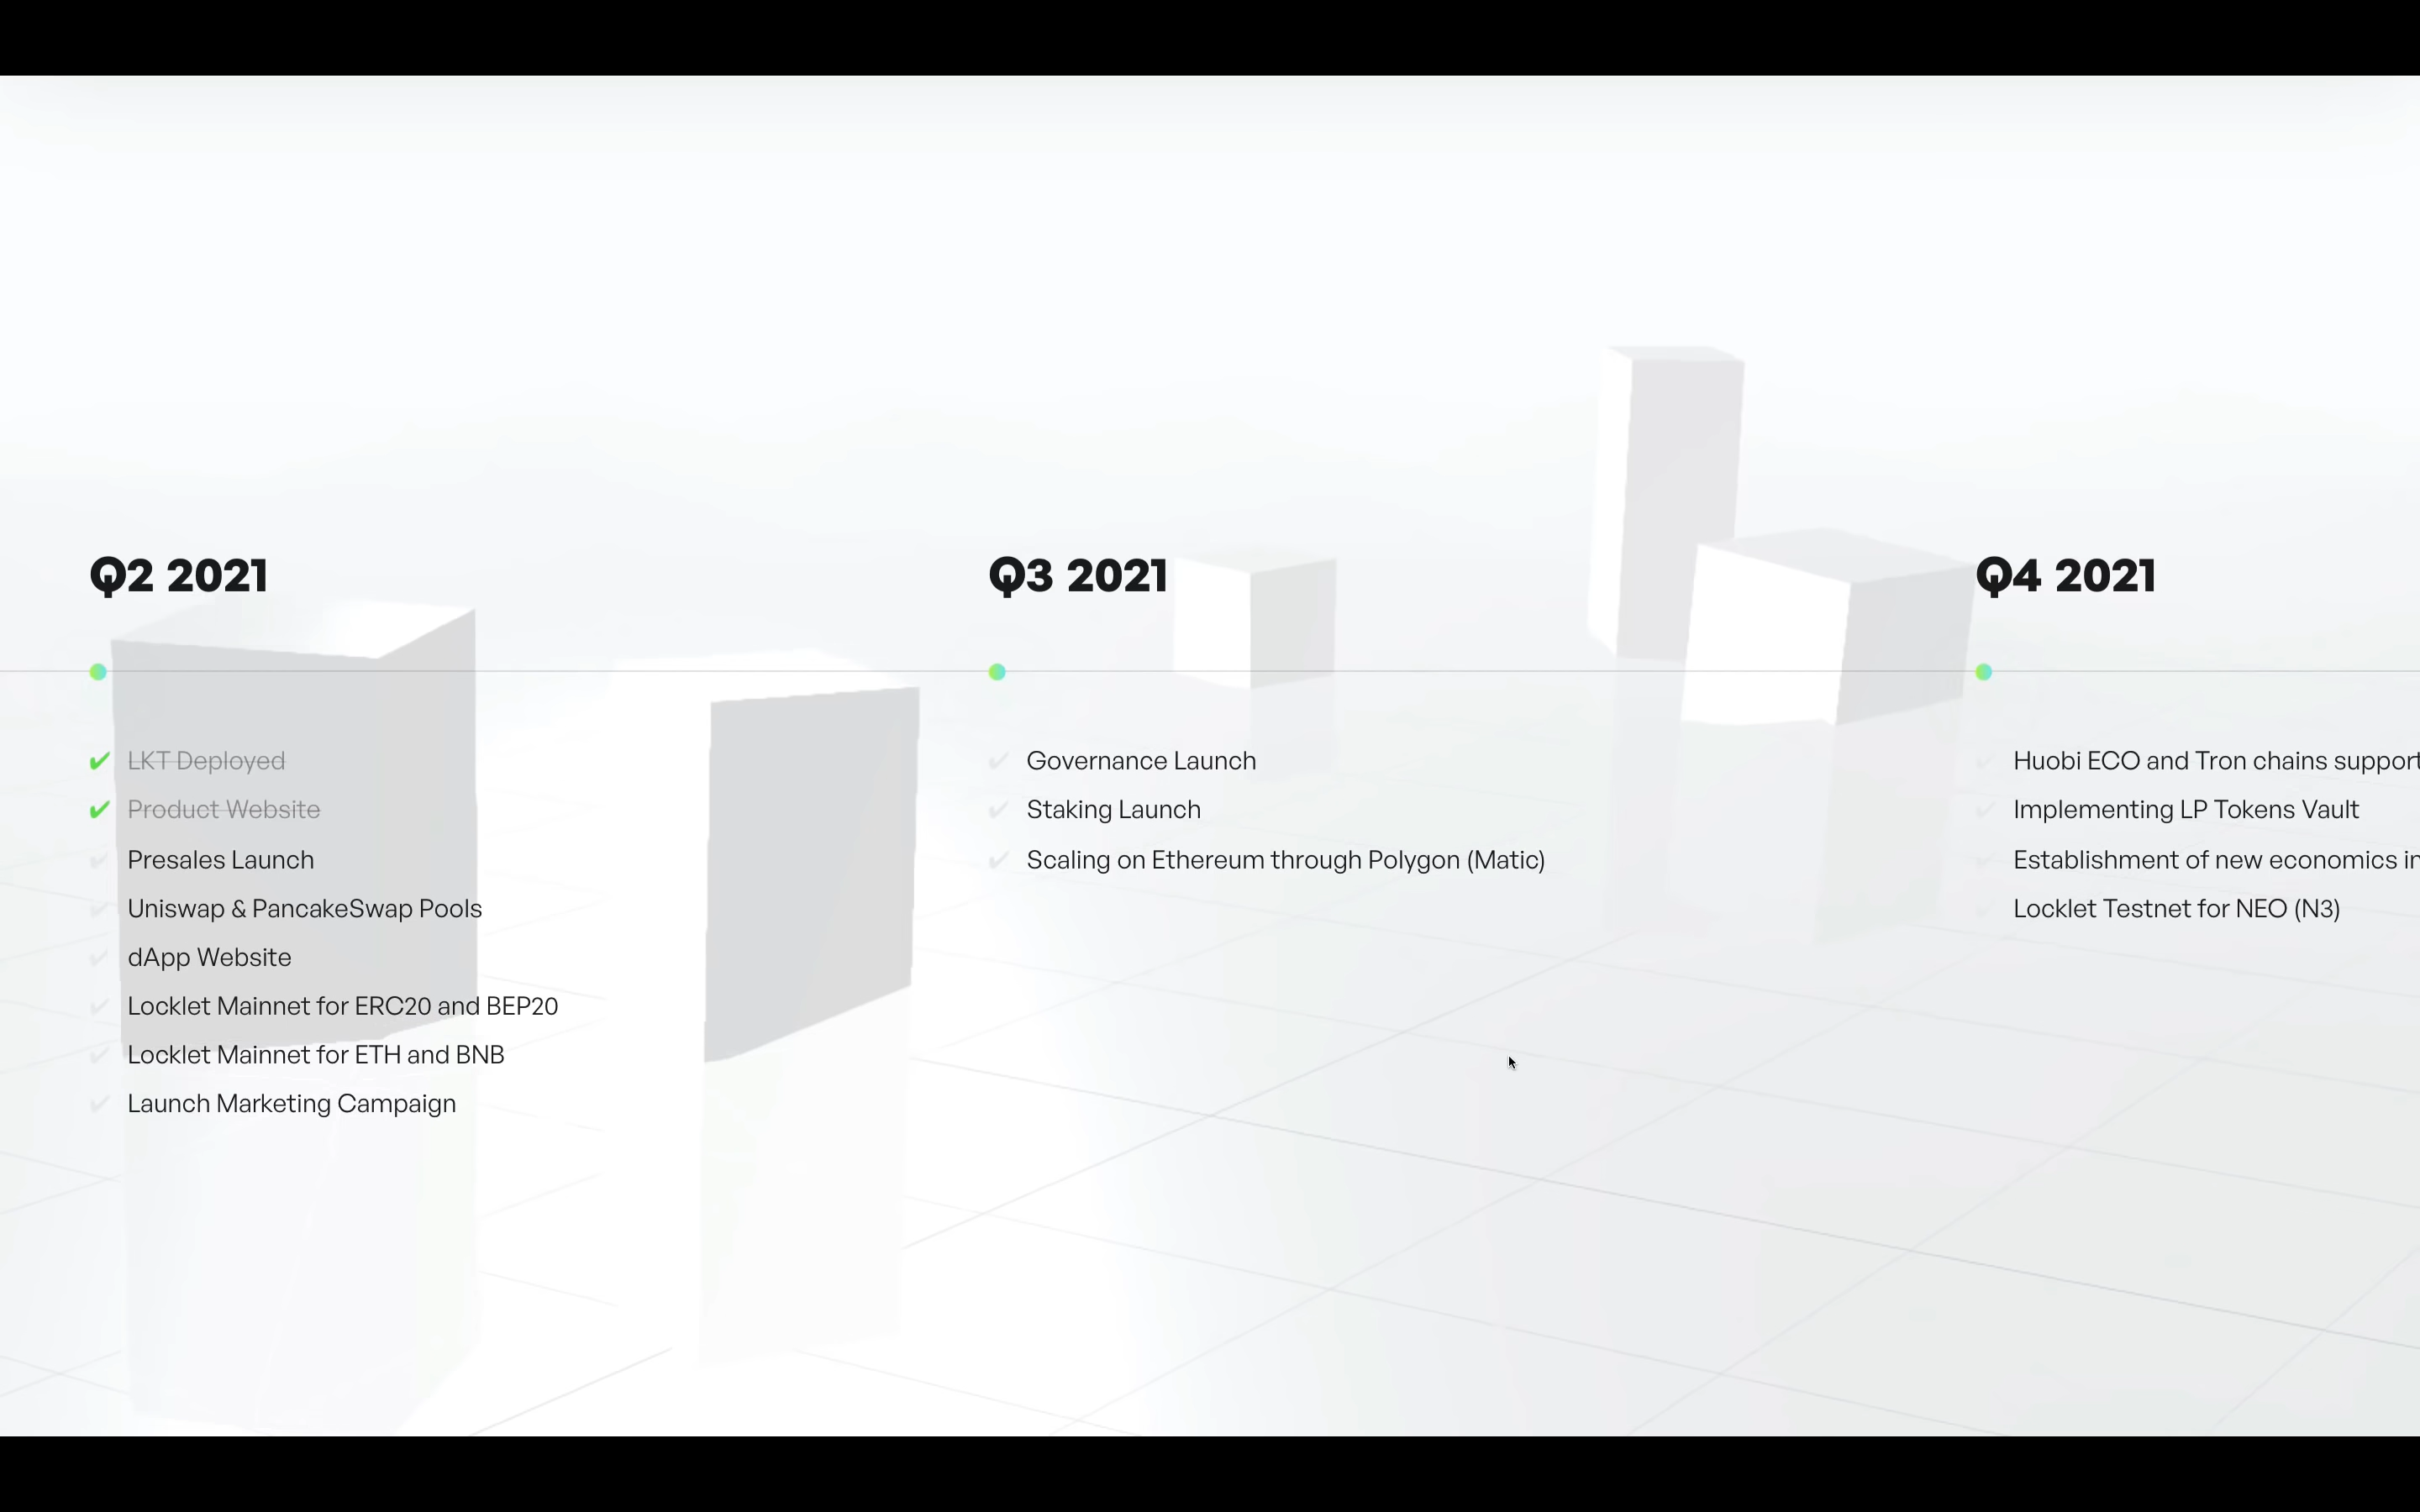 Q2 2021
LKT Deployed
Product Website
Presales Launch
Uniswap & PancakeSwap Pools
dApp Website
Locklet Mainnet for ERC20 and BEP20
Locklet Mainnet for ETH and BNB
Launch Marketing Campaign
Q3 2021
Governance Launch
Staking Launch
Scaling on Ethereum through Polygon (Matic)
Q4 2021
Huobi ECO and Tron chains support
Implementing LP Tokens Vault
Establishment of new economics in
Locklet Testnet for NEO (N3)